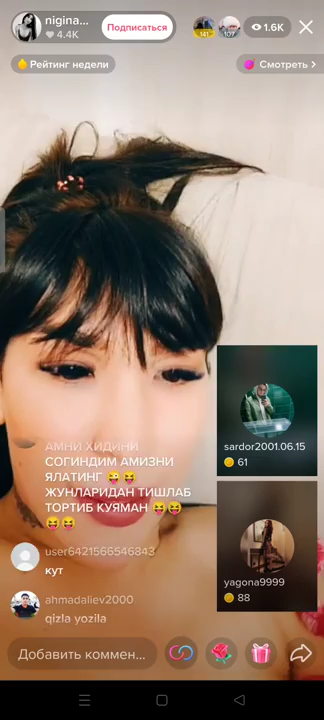 nigina...
4.4K
Подписаться
141
107
1.6K
Рейтинг недели
Смотреть >
АМНИ ХИДИНИ
СОГИНДИМ АМИЗНИ
ЯЛАТИНГ 😜😝
ЖУНЛАРИДАН ТИШЛАБ
ТОРТИБ КУЯМАН 😝😝
😝😝
user6421566546843
кут
ahmadaliev2000
qizla yozila
sardor2001.06.15
61
yagona9999
88
Добавить коммен...